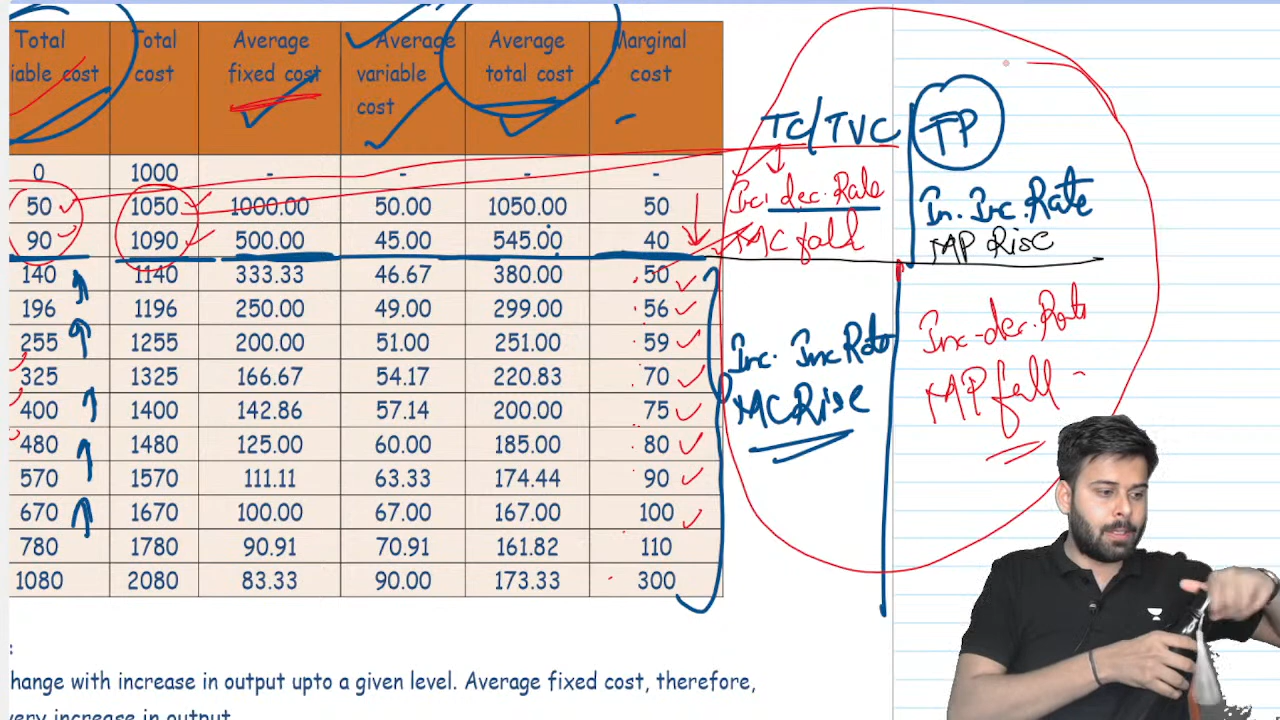 Total iable cost
Total cost
Average fixed cost
Average variable cost
Average total cost
Marginal cost
0 1000 - - - -
50 1050 1000.00 50.00 1050.00 50
90 1090 500.00 45.00 545.00 40
140 1140 333.33 46.67 380.00 50
196 1196 250.00 49.00 299.00 56
255 1255 200.00 51.00 251.00 59
325 1325 166.67 54.17 220.83 70
400 1400 142.86 57.14 200.00 75
480 1480 125.00 60.00 185.00 80
570 1570 111.11 63.33 174.44 90
670 1670 100.00 67.00 167.00 100
780 1780 90.91 70.91 161.82 110
1080 2080 83.33 90.00 173.33 300
TC/TVC
Inc. dec. Rate
MC fall
Inc. Inc Rate
MC Rise
TP
In. Inc. Rate
MP Rise
Inc-dec. Rate
MP fall
:
hange with increase in output upto a given level. Average fixed cost, therefore,
very increase in output